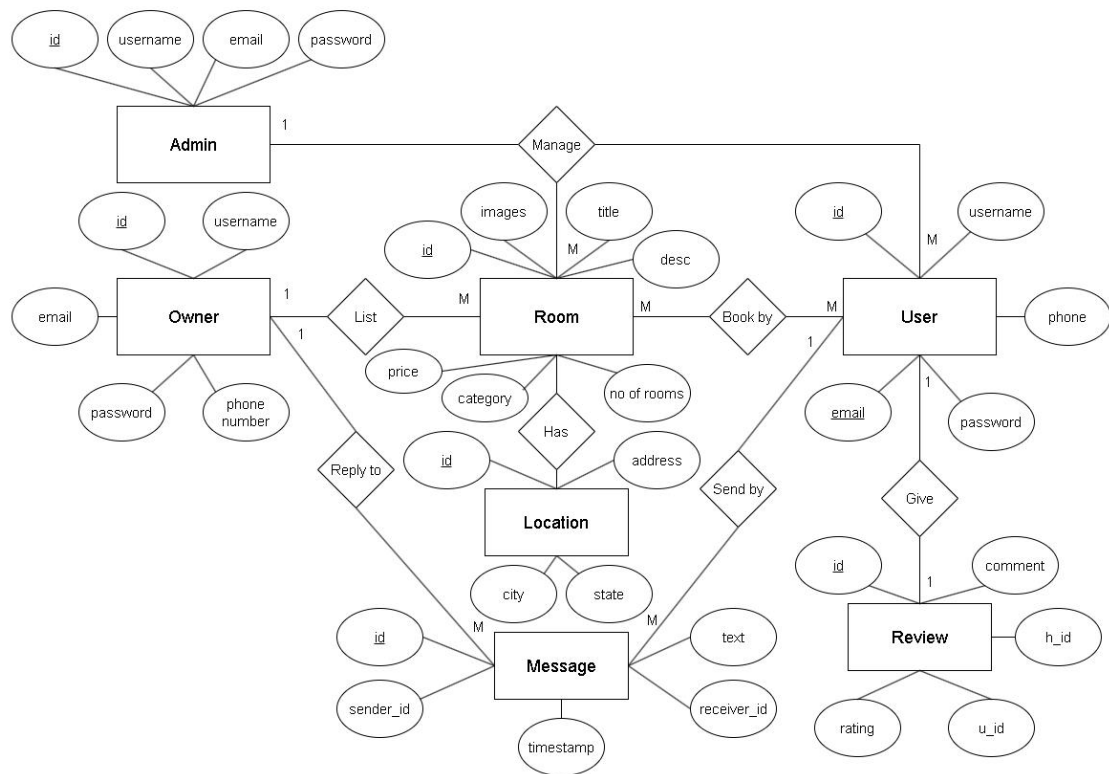 id
username
email
password
Admin
1
Manage
id
username
images
title
id
username
id
desc
M
M
email
Owner
1
1
List
M
Room
M
Book by
M
1
User
phone
price
category
no of rooms
password
phone
number
Has
email
1
password
Reply to
id
address
Send by
Give
Location
city
state
id
comment
1
M
M
id
text
Message
Review
h_id
sender_id
receiver_id
timestamp
rating
u_id